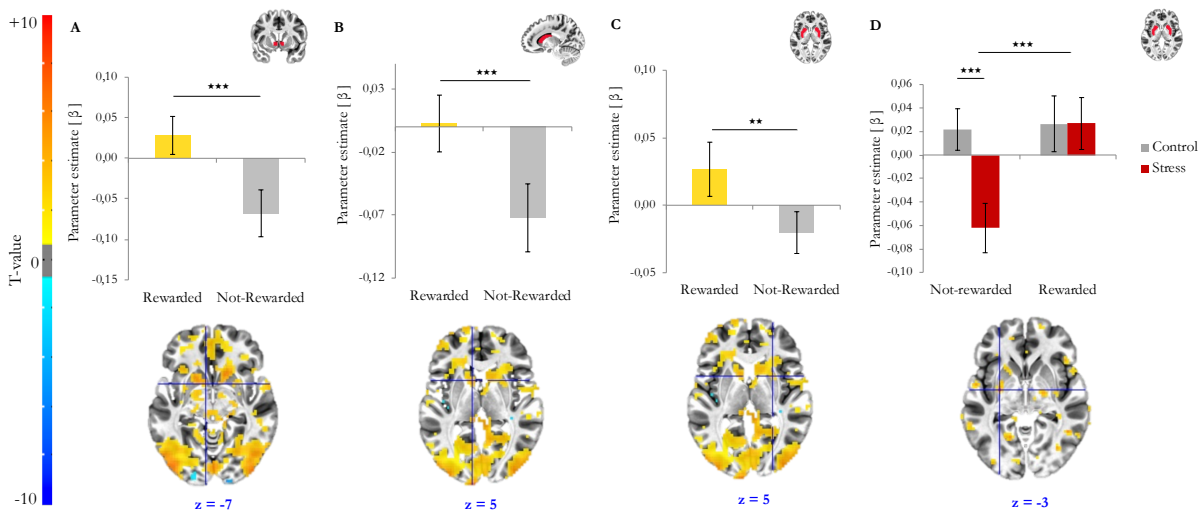 +10
T-value
0
-10
A
Parameter estimate [ β ]
0,10
0,05
0,00
-0,05
-0,10
-0,15
★★★
Rewarded
Not-Rewarded
z = -7
B
Parameter estimate [ β ]
0,03
-0,02
-0,07
-0,12
★★★
Rewarded
Not-Rewarded
z = 5
C
Parameter estimate [ β ]
0,10
0,05
0,00
-0,05
★★
Rewarded
Not-Rewarded
z = 5
D
Parameter estimate [ β ]
0,06
0,04
0,02
0,00
-0,02
-0,04
-0,06
-0,08
-0,10
★★★
★★★
Not-rewarded
Rewarded
Control
Stress
z = -3